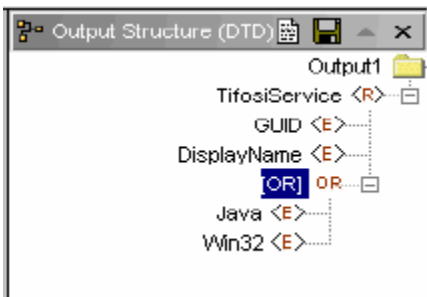 Output Structure (DTD)
Output1
TifosiService <R>
GUID <E>
DisplayName <E>
[OR] OR
Java <E>
Win32 <E>